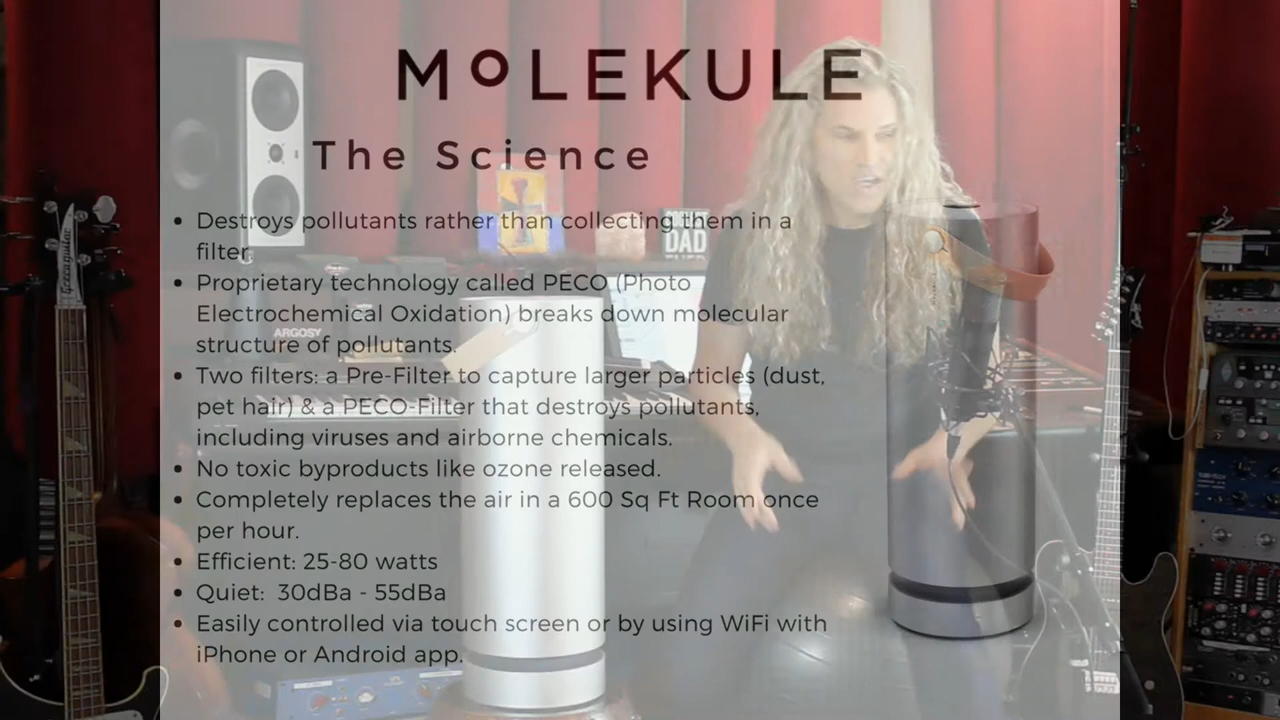 MOLEKULE
The Science
• Destroys pollutants rather than collecting them in a
filter.
• Proprietary technology called PECO (Photo
Electrochemical Oxidation) breaks down molecular
structure of pollutants.
• Two filters: a Pre-Filter to capture larger particles (dust,
pet hair) & a PECO-Filter that destroys pollutants,
including viruses and airborne chemicals.
• No toxic byproducts like ozone released.
• Completely replaces the air in a 600 Sq Ft Room once
per hour.
• Efficient: 25-80 watts
• Quiet: 30dBa - 55dBa
• Easily controlled via touch screen or by using WiFi with
iPhone or Android app.
ARGOSY
DAD